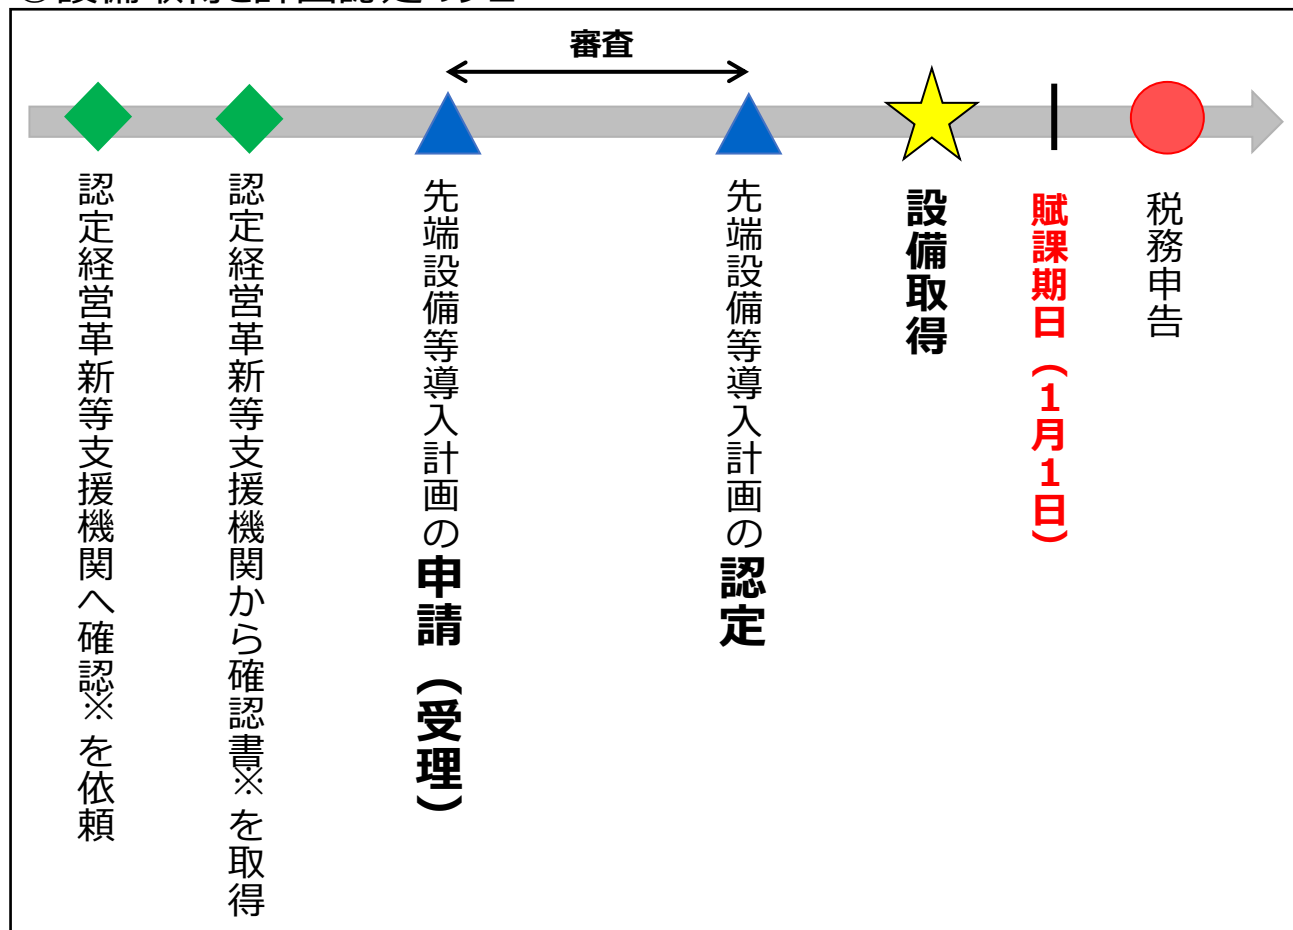 審査
認定経営革新等支援機関へ確認※を依頼
認定経営革新等支援機関から確認書※を取得
先端設備等導入計画の申請（受理）
先端設備等導入計画の認定
設備取得
賦課期日（1月1日）
税務申告